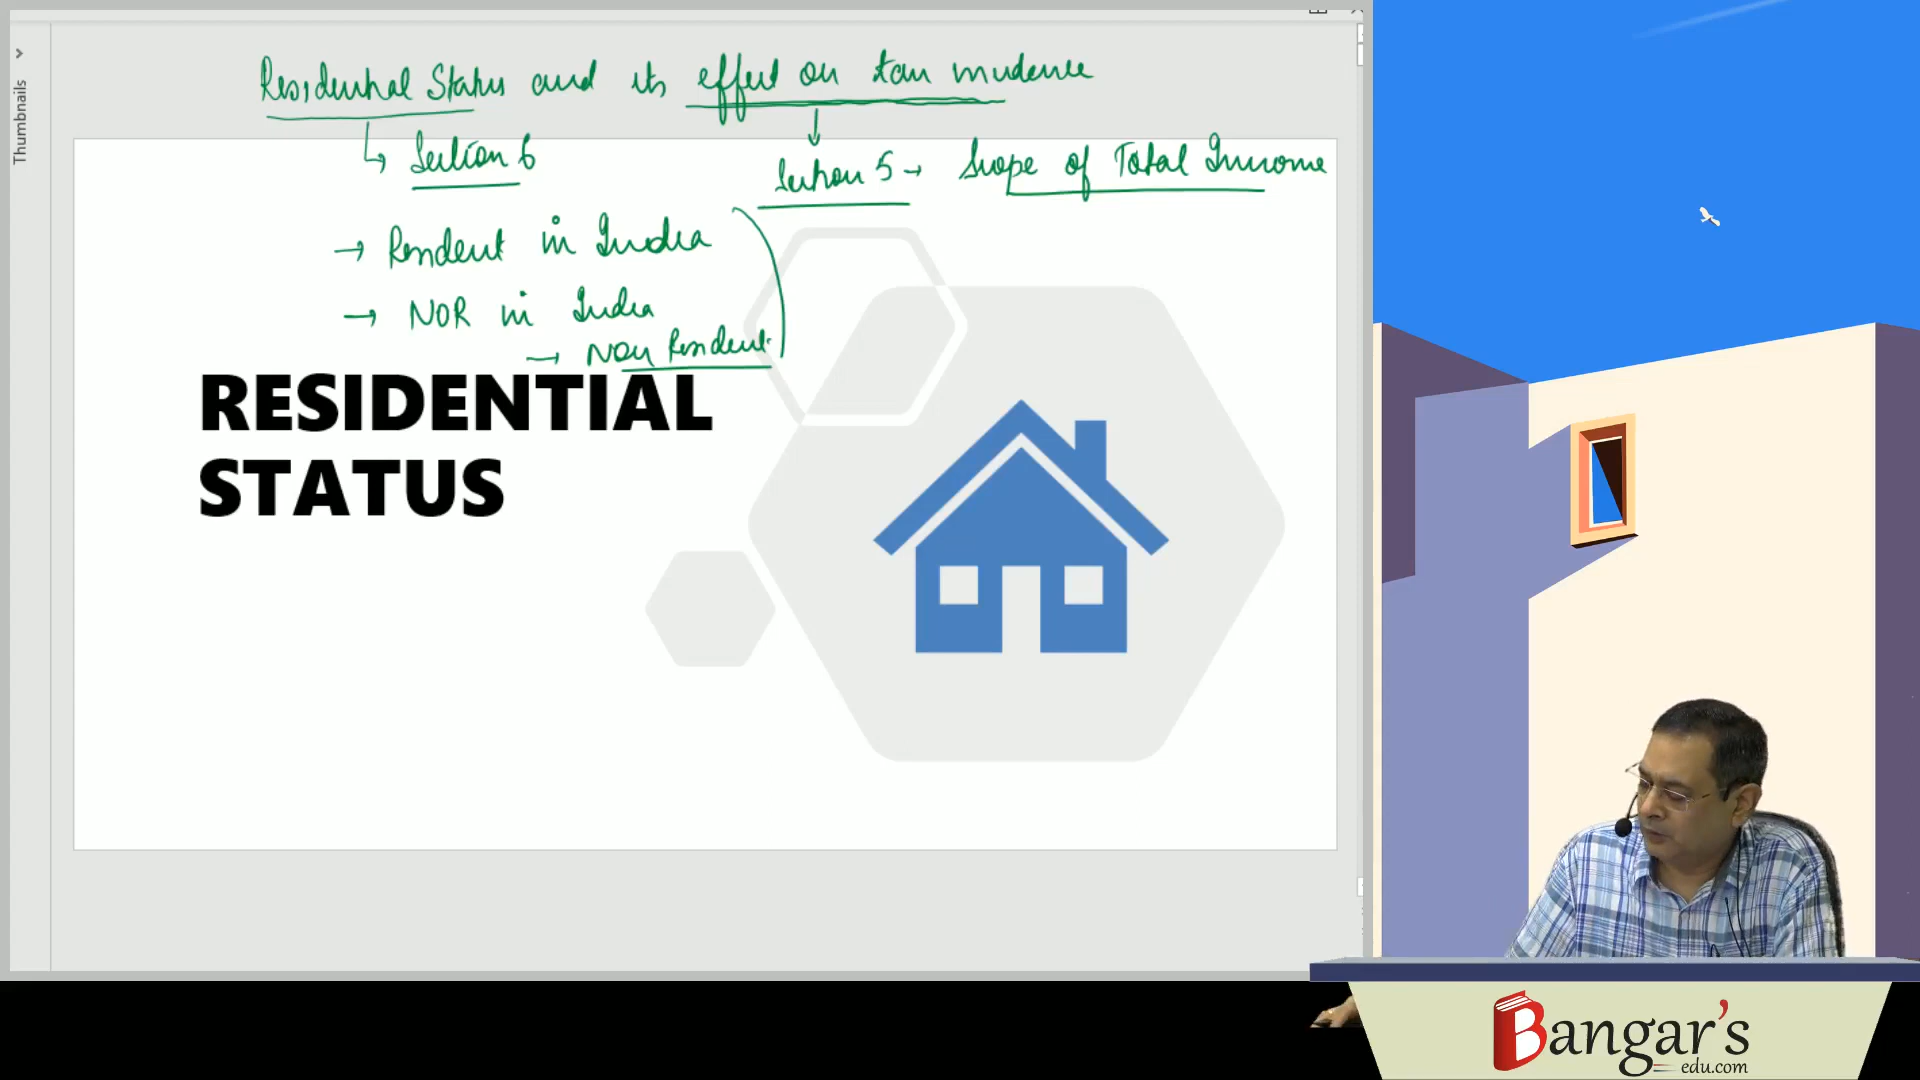 Residential Status and its effect on tax incidence
Section 6
Section 5 → Scope of Total Income
→ Resident in India
→ NOR in India
→ Non Resident
RESIDENTIAL
STATUS
Thumbnails
Bangar's
edu.com